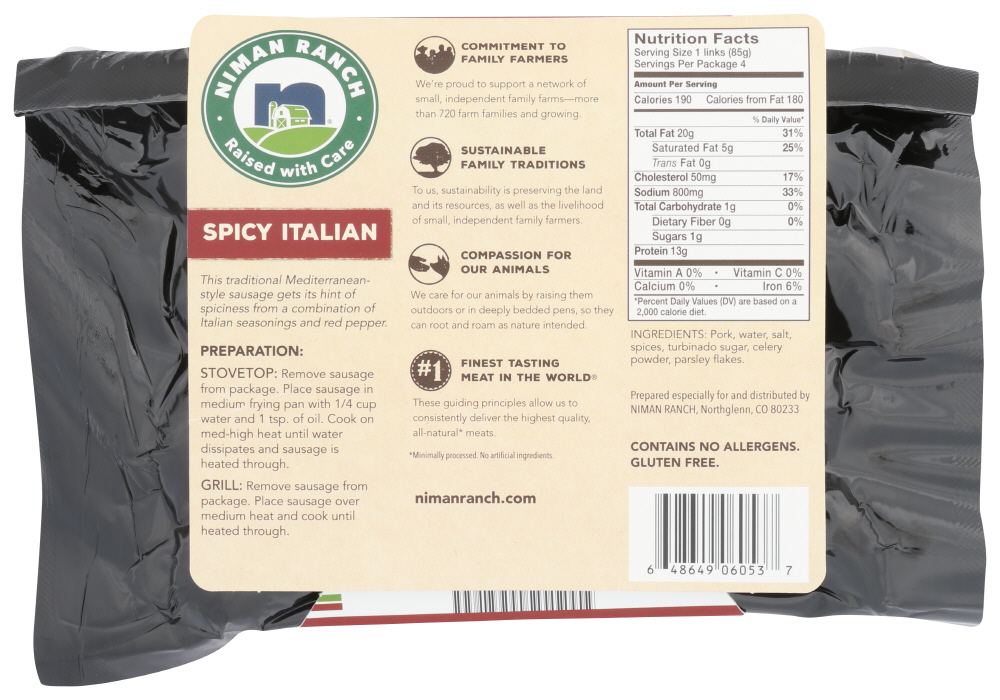 NIMAN RANCH
n
®
Raised with Care
SPICY ITALIAN
This traditional Mediterranean-
style sausage gets its hint of
spiciness from a combination of
Italian seasonings and red pepper.
PREPARATION:
STOVETOP: Remove sausage
from package. Place sausage in
medium frying pan with 1/4 cup
water and 1 tsp. of oil. Cook on
med-high heat until water
dissipates and sausage is
heated through.
GRILL: Remove sausage from
package. Place sausage over
medium heat and cook until
heated through.
COMMITMENT TO
FAMILY FARMERS
We're proud to support a network of
small, independent family farms—more
than 720 farm families and growing.
SUSTAINABLE
FAMILY TRADITIONS
To us, sustainability is preserving the land
and its resources, as well as the livelihood
of small, independent family farmers.
COMPASSION FOR
OUR ANIMALS
We care for our animals by raising them
outdoors or in deeply bedded pens, so they
can root and roam as nature intended.
#1
FINEST TASTING
MEAT IN THE WORLD®
These guiding principles allow us to
consistently deliver the highest quality,
all-natural* meats.
*Minimally processed. No artificial ingredients.
nimanranch.com
Nutrition Facts
Serving Size 1 links (85g)
Servings Per Package 4
Amount Per Serving
Calories 190 Calories from Fat 180
% Daily Value*
Total Fat 20g 31%
Saturated Fat 5g 25%
Trans Fat 0g
Cholesterol 50mg 17%
Sodium 800mg 33%
Total Carbohydrate 1g 0%
Dietary Fiber 0g 0%
Sugars 1g
Protein 13g
Vitamin A 0% • Vitamin C 0%
Calcium 0% • Iron 6%
*Percent Daily Values (DV) are based on a
2,000 calorie diet.
INGREDIENTS: Pork, water, salt,
spices, turbinado sugar, celery
powder, parsley flakes.
Prepared especially for and distributed by
NIMAN RANCH, Northglenn, CO 80233
CONTAINS NO ALLERGENS.
GLUTEN FREE.
6 48649 06053 7